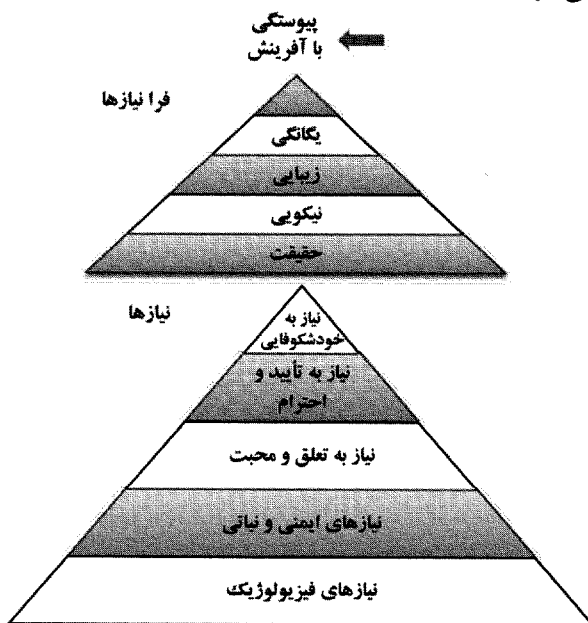 پیوستگی
با آفرینش
فرا نیازها
یگانگی
زیبایی
نیکویی
حقیقت
نیازها
نیاز به
خودشکوفایی
نیاز به تأیید و
احترام
نیاز به تعلق و محبت
نیازهای ایمنی و نباتی
نیازهای فیزیولوژیک